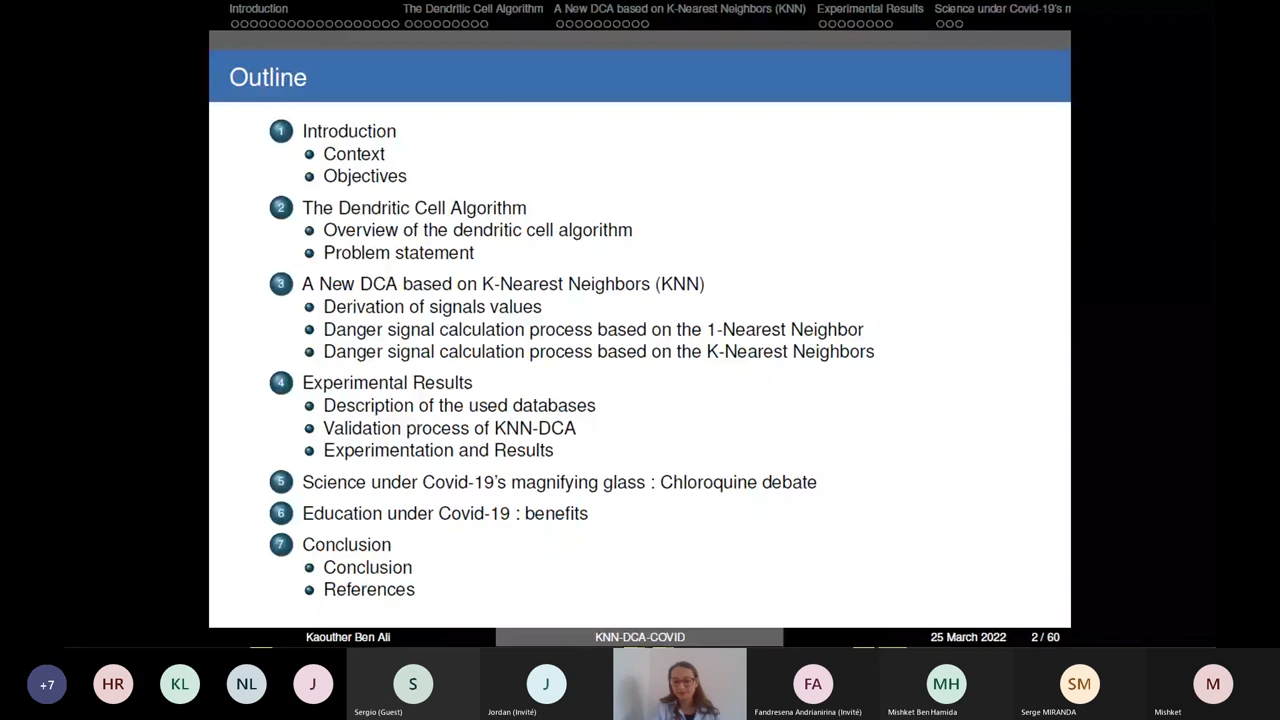 Introduction The Dendritic Cell Algorithm A New DCA based on K-Nearest Neighbors (KNN) Experimental Results Science under Covid-19's
Outline
1 Introduction
Context
Objectives
2 The Dendritic Cell Algorithm
Overview of the dendritic cell algorithm
Problem statement
3 A New DCA based on K-Nearest Neighbors (KNN)
Derivation of signals values
Danger signal calculation process based on the 1-Nearest Neighbor
Danger signal calculation process based on the K-Nearest Neighbors
4 Experimental Results
Description of the used databases
Validation process of KNN-DCA
Experimentation and Results
5 Science under Covid-19's magnifying glass : Chloroquine debate
6 Education under Covid-19 : benefits
7 Conclusion
Conclusion
References
Kaouther Ben Ali KNN-DCA-COVID 25 March 2022 2 / 60
+7 HR KL NL J S J FA MH SM M
Sergio (Guest) Jordan (Invité) Fandresena Andrianirina (Invité) Mishket Ben Hamida Serge MIRANDA Mishket